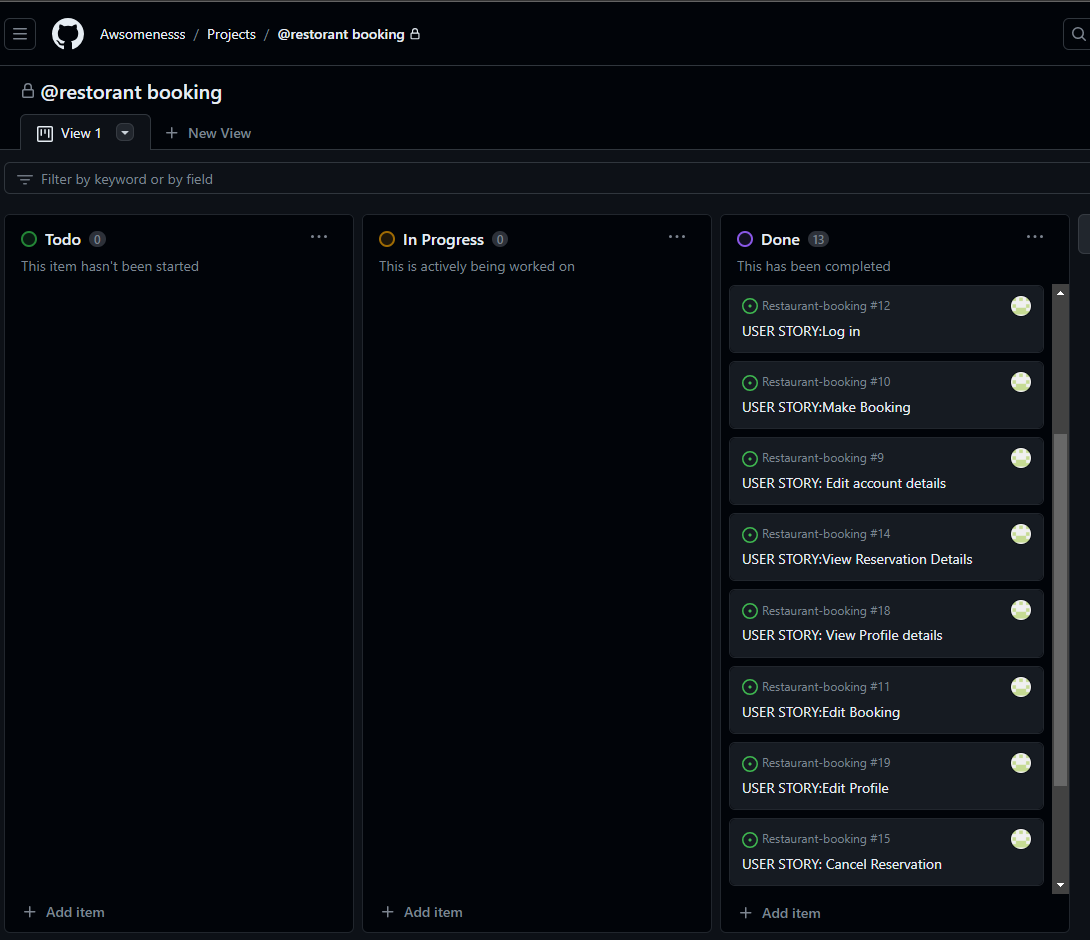 Awsomenesss / Projects / @restorant booking
@restorant booking
View 1
New View
Filter by keyword or by field
Todo 0
This item hasn't been started
Add item
In Progress 0
This is actively being worked on
Add item
Done 13
This has been completed
Restaurant-booking #12
USER STORY:Log in
Restaurant-booking #10
USER STORY:Make Booking
Restaurant-booking #9
USER STORY: Edit account details
Restaurant-booking #14
USER STORY:View Reservation Details
Restaurant-booking #18
USER STORY: View Profile details
Restaurant-booking #11
USER STORY:Edit Booking
Restaurant-booking #19
USER STORY:Edit Profile
Restaurant-booking #15
USER STORY: Cancel Reservation
Add item